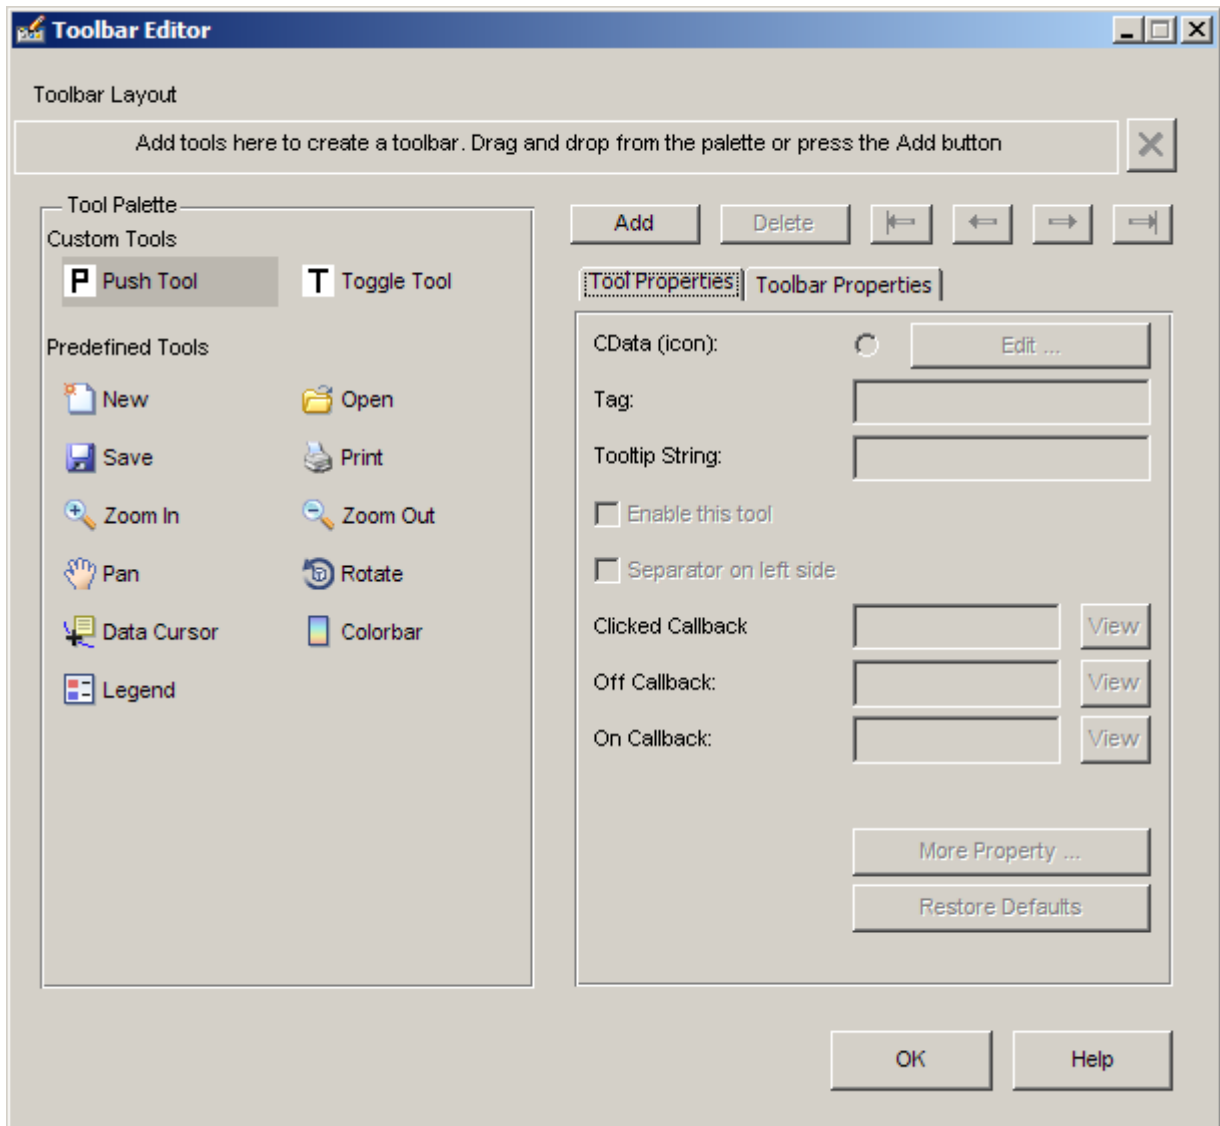 Toolbar Editor
Toolbar Layout
Add tools here to create a toolbar. Drag and drop from the palette or press the Add button
Tool Palette
Custom Tools
P Push Tool
T Toggle Tool
Predefined Tools
New
Open
Save
Print
Zoom In
Zoom Out
Pan
Rotate
Data Cursor
Colorbar
Legend
Add
Delete
Tool Properties
Toolbar Properties
CData (icon):
Edit ...
Tag:
Tooltip String:
Enable this tool
Separator on left side
Clicked Callback
View
Off Callback:
View
On Callback:
View
More Property ...
Restore Defaults
OK
Help